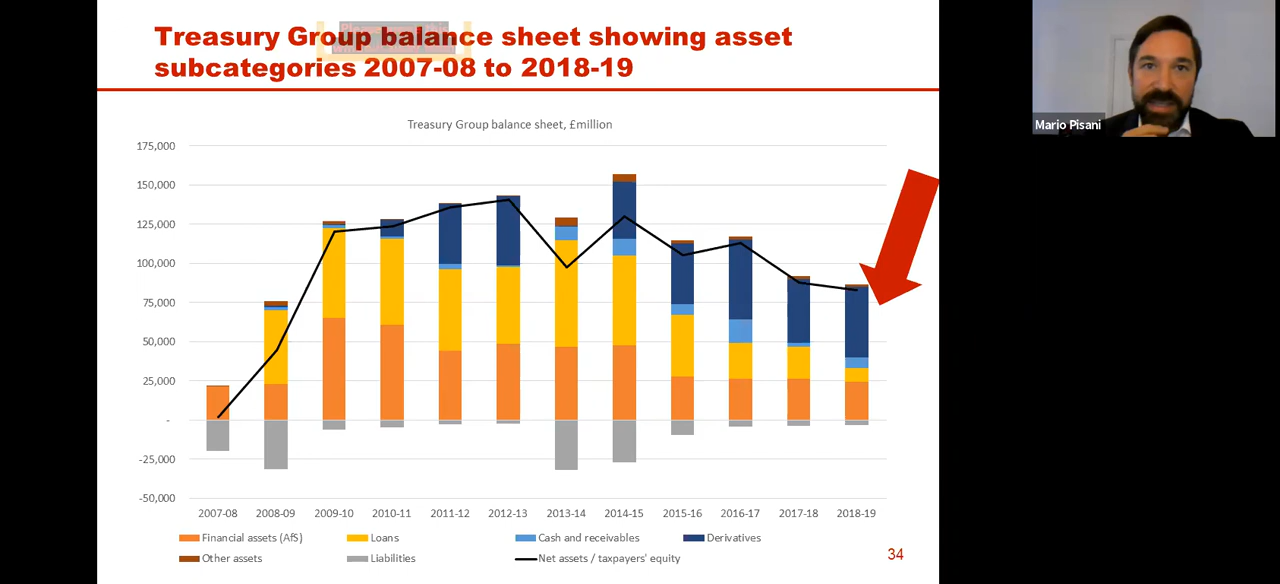 Treasury Group balance sheet showing asset
subcategories 2007-08 to 2018-19
Mario Pisani
Treasury Group balance sheet, £million
175,000
150,000
125,000
100,000
75,000
50,000
25,000
-
-25,000
-50,000
2007-08 2008-09 2009-10 2010-11 2011-12 2012-13 2013-14 2014-15 2015-16 2016-17 2017-18 2018-19
Financial assets (AfS) Loans Cash and receivables Derivatives
Other assets Liabilities Net assets / taxpayers' equity
34